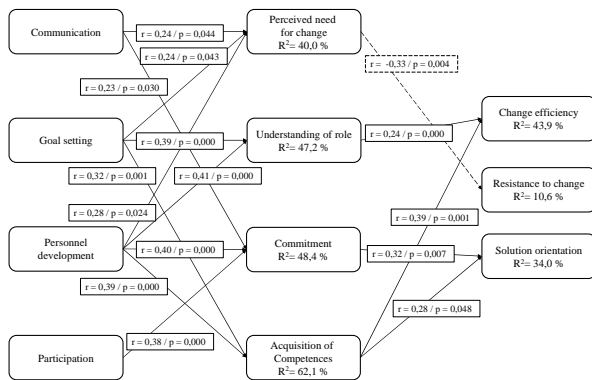 Communication
r = 0,24 / p = 0,044
Perceived need
for change
R²= 40,0 %
r = 0,24 / p = 0,043
r = -0,33 / p = 0,004
r = 0,23 / p = 0,030
Change efficiency
R²= 43,9 %
Goal setting
r = 0,39 / p = 0,000
Understanding of role
R²= 47,2 %
r = 0,24 / p = 0,000
r = 0,32 / p = 0,001
r = 0,41 / p = 0,000
Resistance to change
R²= 10,6 %
r = 0,28 / p = 0,024
r = 0,39 / p = 0,001
Personnel
development
r = 0,40 / p = 0,000
Commitment
R²= 48,4 %
r = 0,32 / p = 0,007
Solution orientation
R²= 34,0 %
r = 0,39 / p = 0,000
r = 0,28 / p = 0,048
r = 0,38 / p = 0,000
Participation
Acquisition of
Competences
R²= 62,1 %